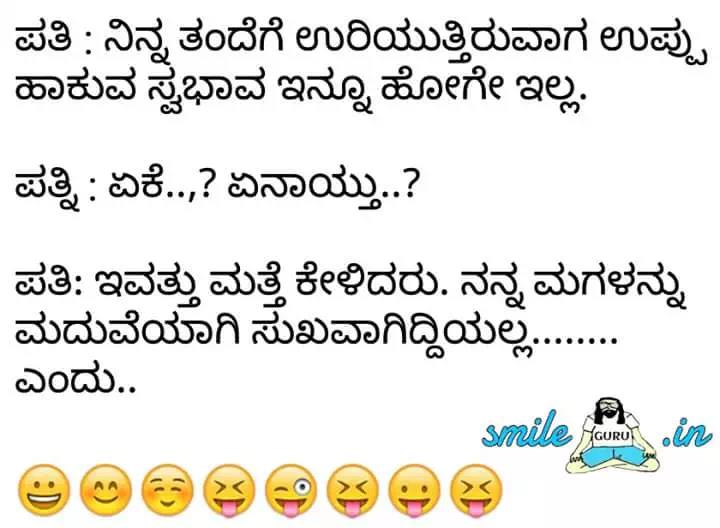 ಪತಿ : ನಿನ್ನ ತಂದೆಗೆ ಉರಿಯುತ್ತಿರುವಾಗ ಉಪ್ಪು
ಹಾಕುವ ಸ್ವಭಾವ ಇನ್ನೂ ಹೋಗೇ ಇಲ್ಲ.
ಪತ್ನಿ : ಏಕೆ..,? ಏನಾಯ್ತು..?
ಪತಿ: ಇವತ್ತು ಮತ್ತೆ ಕೇಳಿದರು. ನನ್ನ ಮಗಳನ್ನು
ಮದುವೆಯಾಗಿ ಸುಖವಾಗಿದ್ದಿಯಲ್ಲ........
ಎಂದು..
smile GURU .in